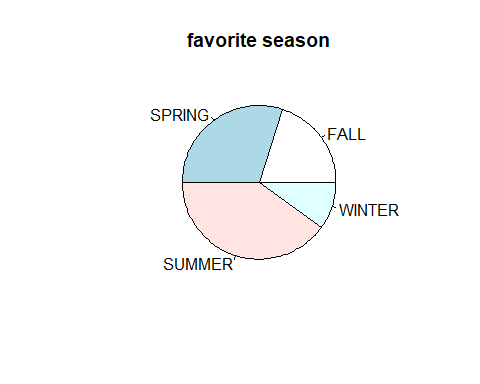 favorite season
SPRING
FALL
WINTER
SUMMER